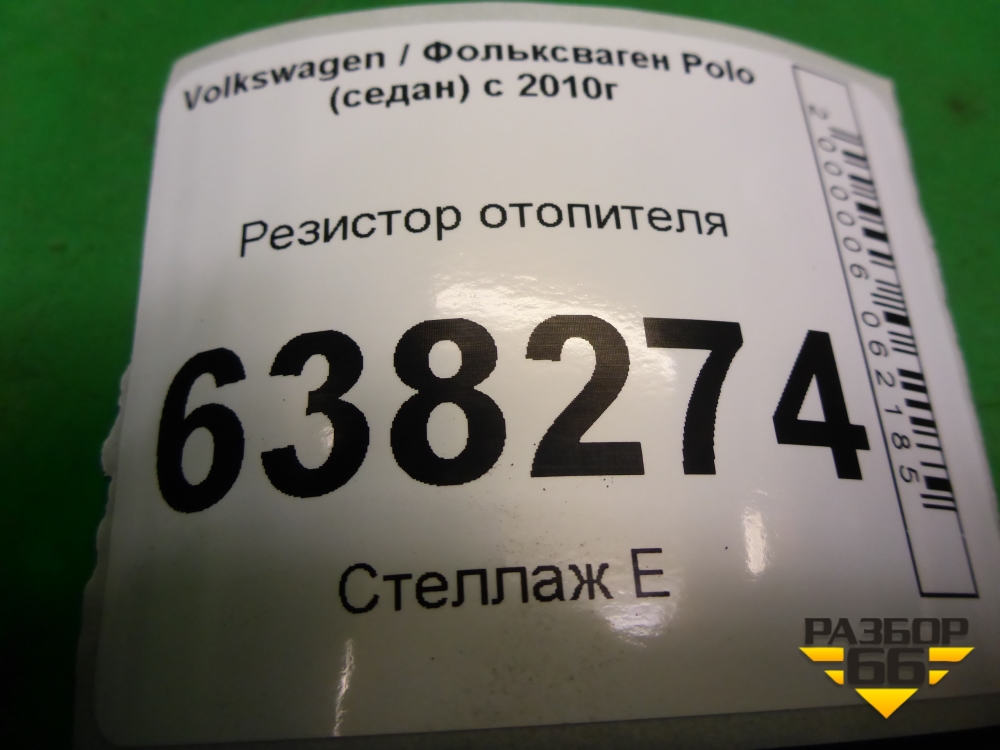 Volkswagen / Фольксваген Polo
(седан) с 2010г
Резистор отопителя
638274
Стеллаж Е
2000006062185
РАЗБОР
66